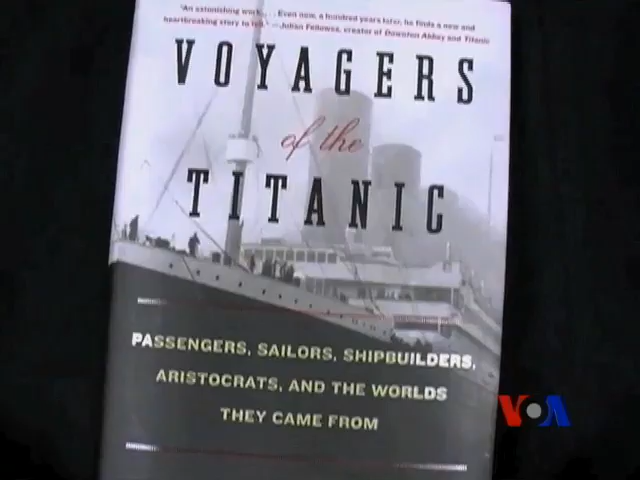 "An astonishing work . . . Even now, a hundred years later, he finds a new and
heartbreaking story to tell." —Julian Fellowes, creator of Downton Abbey and Titanic
VOYAGERS
of the
TITANIC
PASSENGERS, SAILORS, SHIPBUILDERS,
ARISTOCRATS, AND THE WORLDS
THEY CAME FROM
VOA